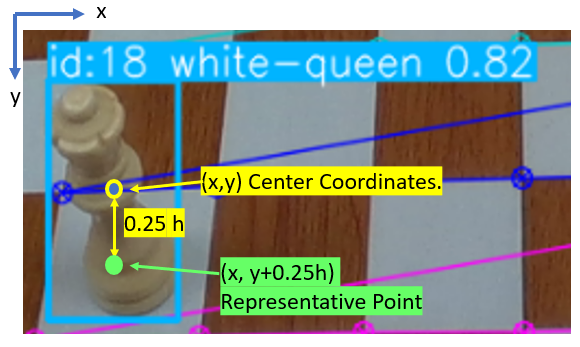 x
y
id:18 white-queen 0.82
(x,y) Center Coordinates.
0.25 h
(x, y+0.25h)
Representative Point